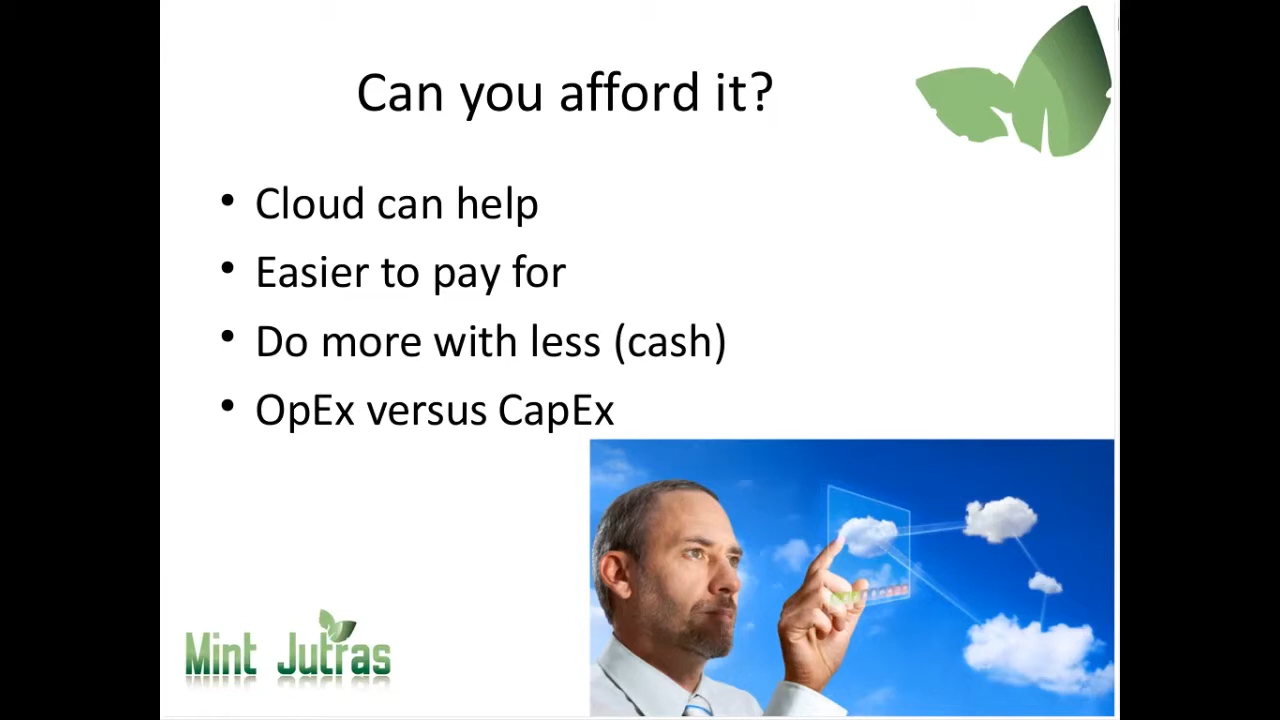 Can you afford it?
• Cloud can help
• Easier to pay for
• Do more with less (cash)
• OpEx versus CapEx
Mint Jutras